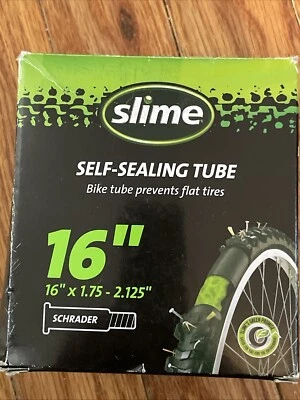 slime
SELF-SEALING TUBE
Bike tube prevents flat tires
16"
16" x 1.75 - 2.125"
SCHRADER